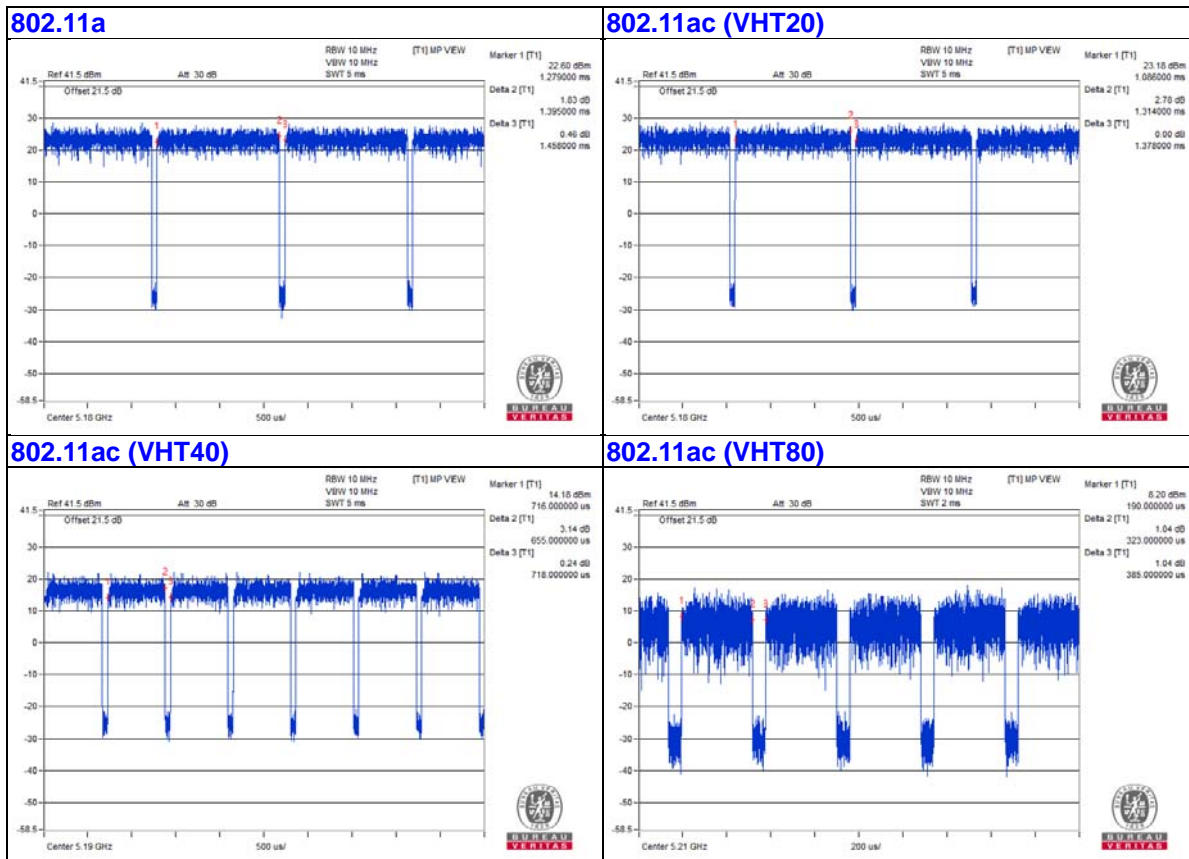 802.11a
RBW 10 MHz [T1] MP VIEW
VBW 10 MHz
Ref 41.5 dBm Att 30 dB SWT 5 ms
Marker 1 [T1]
22.60 dBm
1.279000 ms
Delta 2 [T1]
1.83 dB
1.395000 ms
Delta 3 [T1]
0.46 dB
1.458000 ms
41.5
Offset 21.5 dB
30
20
10
0
-10
-20
-30
-40
-50
-58.5
1
2
3
Center 5.18 GHz 500 us/
BUREAU
VERITAS
802.11ac (VHT20)
RBW 10 MHz [T1] MP VIEW
VBW 10 MHz
Ref 41.5 dBm Att 30 dB SWT 5 ms
Marker 1 [T1]
23.18 dBm
1.086000 ms
Delta 2 [T1]
2.78 dB
1.314000 ms
Delta 3 [T1]
0.00 dB
1.378000 ms
41.5
Offset 21.5 dB
30
20
10
0
-10
-20
-30
-40
-50
-58.5
1
2
3
Center 5.18 GHz 500 us/
BUREAU
VERITAS
802.11ac (VHT40)
RBW 10 MHz [T1] MP VIEW
VBW 10 MHz
Ref 41.5 dBm Att 30 dB SWT 5 ms
Marker 1 [T1]
14.18 dBm
716.000000 us
Delta 2 [T1]
3.14 dB
655.000000 us
Delta 3 [T1]
0.24 dB
718.000000 us
41.5
Offset 21.5 dB
30
20
10
0
-10
-20
-30
-40
-50
-58.5
1
2
3
Center 5.19 GHz 500 us/
BUREAU
VERITAS
802.11ac (VHT80)
RBW 10 MHz [T1] MP VIEW
VBW 10 MHz
Ref 41.5 dBm Att 30 dB SWT 2 ms
Marker 1 [T1]
8.20 dBm
190.000000 us
Delta 2 [T1]
1.04 dB
323.000000 us
Delta 3 [T1]
1.04 dB
385.000000 us
41.5
Offset 21.5 dB
30
20
10
0
-10
-20
-30
-40
-50
-58.5
1
2
3
Center 5.21 GHz 200 us/
BUREAU
VERITAS